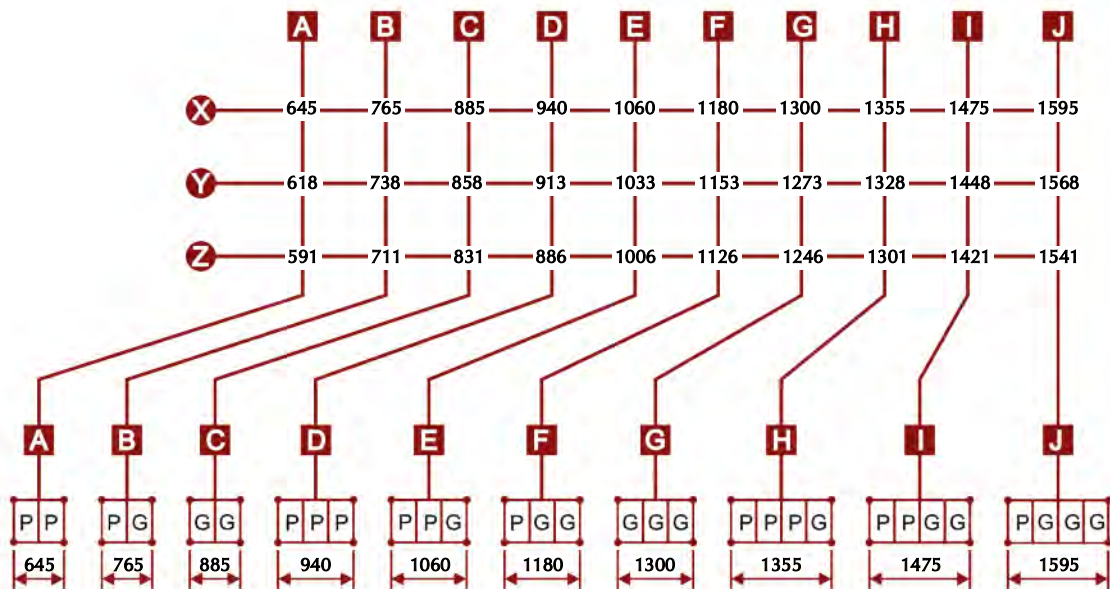 A B C D E F G H I J
X 645 765 885 940 1060 1180 1300 1355 1475 1595
Y 618 738 858 913 1033 1153 1273 1328 1448 1568
Z 591 711 831 886 1006 1126 1246 1301 1421 1541
A B C D E F G H I J
P P P G G G P P P P P G P G G G G G P P P G P P G G P G G G
645 765 885 940 1060 1180 1300 1355 1475 1595